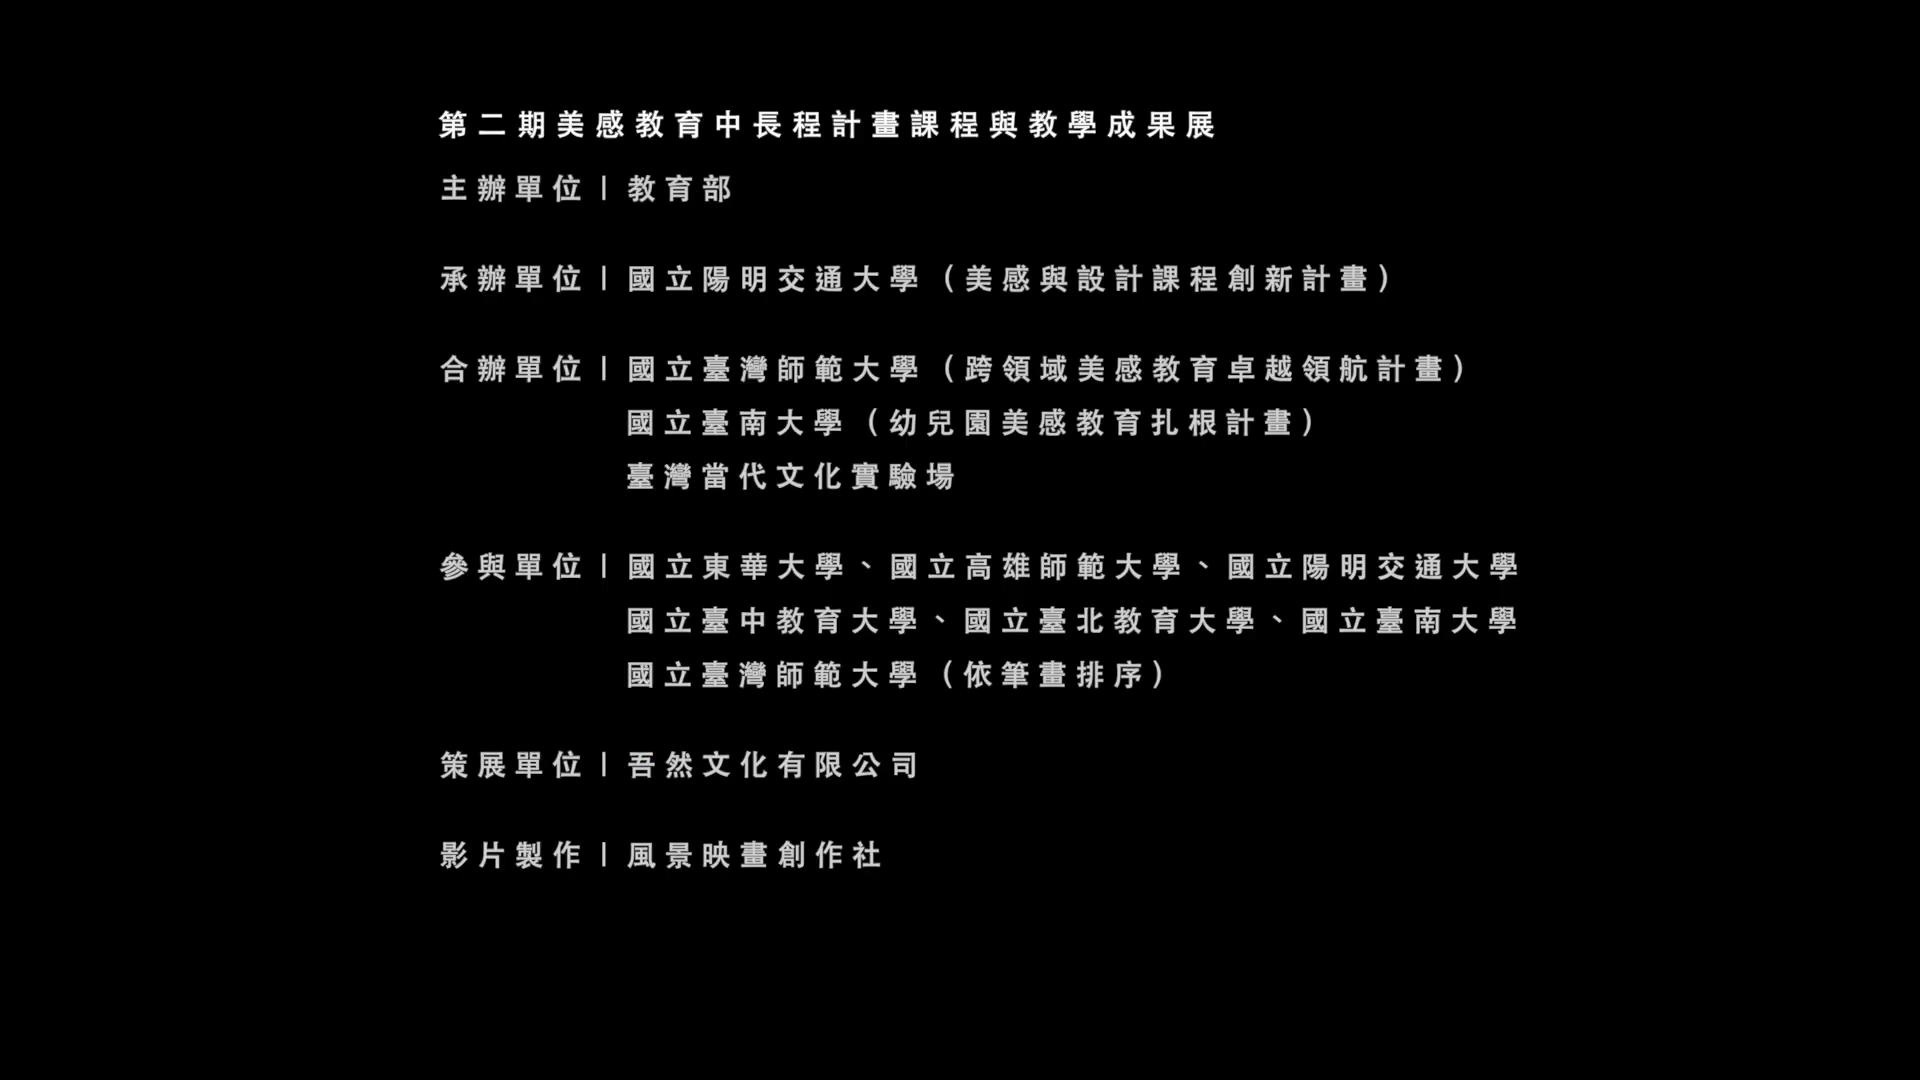 第二期美感教育中長程計畫課程與教學成果展
主辦單位｜教育部
承辦單位｜國立陽明交通大學（美感與設計課程創新計畫）
合辦單位｜國立臺灣師範大學（跨領域美感教育卓越領航計畫）
國立臺南大學（幼兒園美感教育扎根計畫）
臺灣當代文化實驗場
參與單位｜國立東華大學、國立高雄師範大學、國立陽明交通大學
國立臺中教育大學、國立臺北教育大學、國立臺南大學
國立臺灣師範大學（依筆畫排序）
策展單位｜吾然文化有限公司
影片製作｜風景映畫創作社